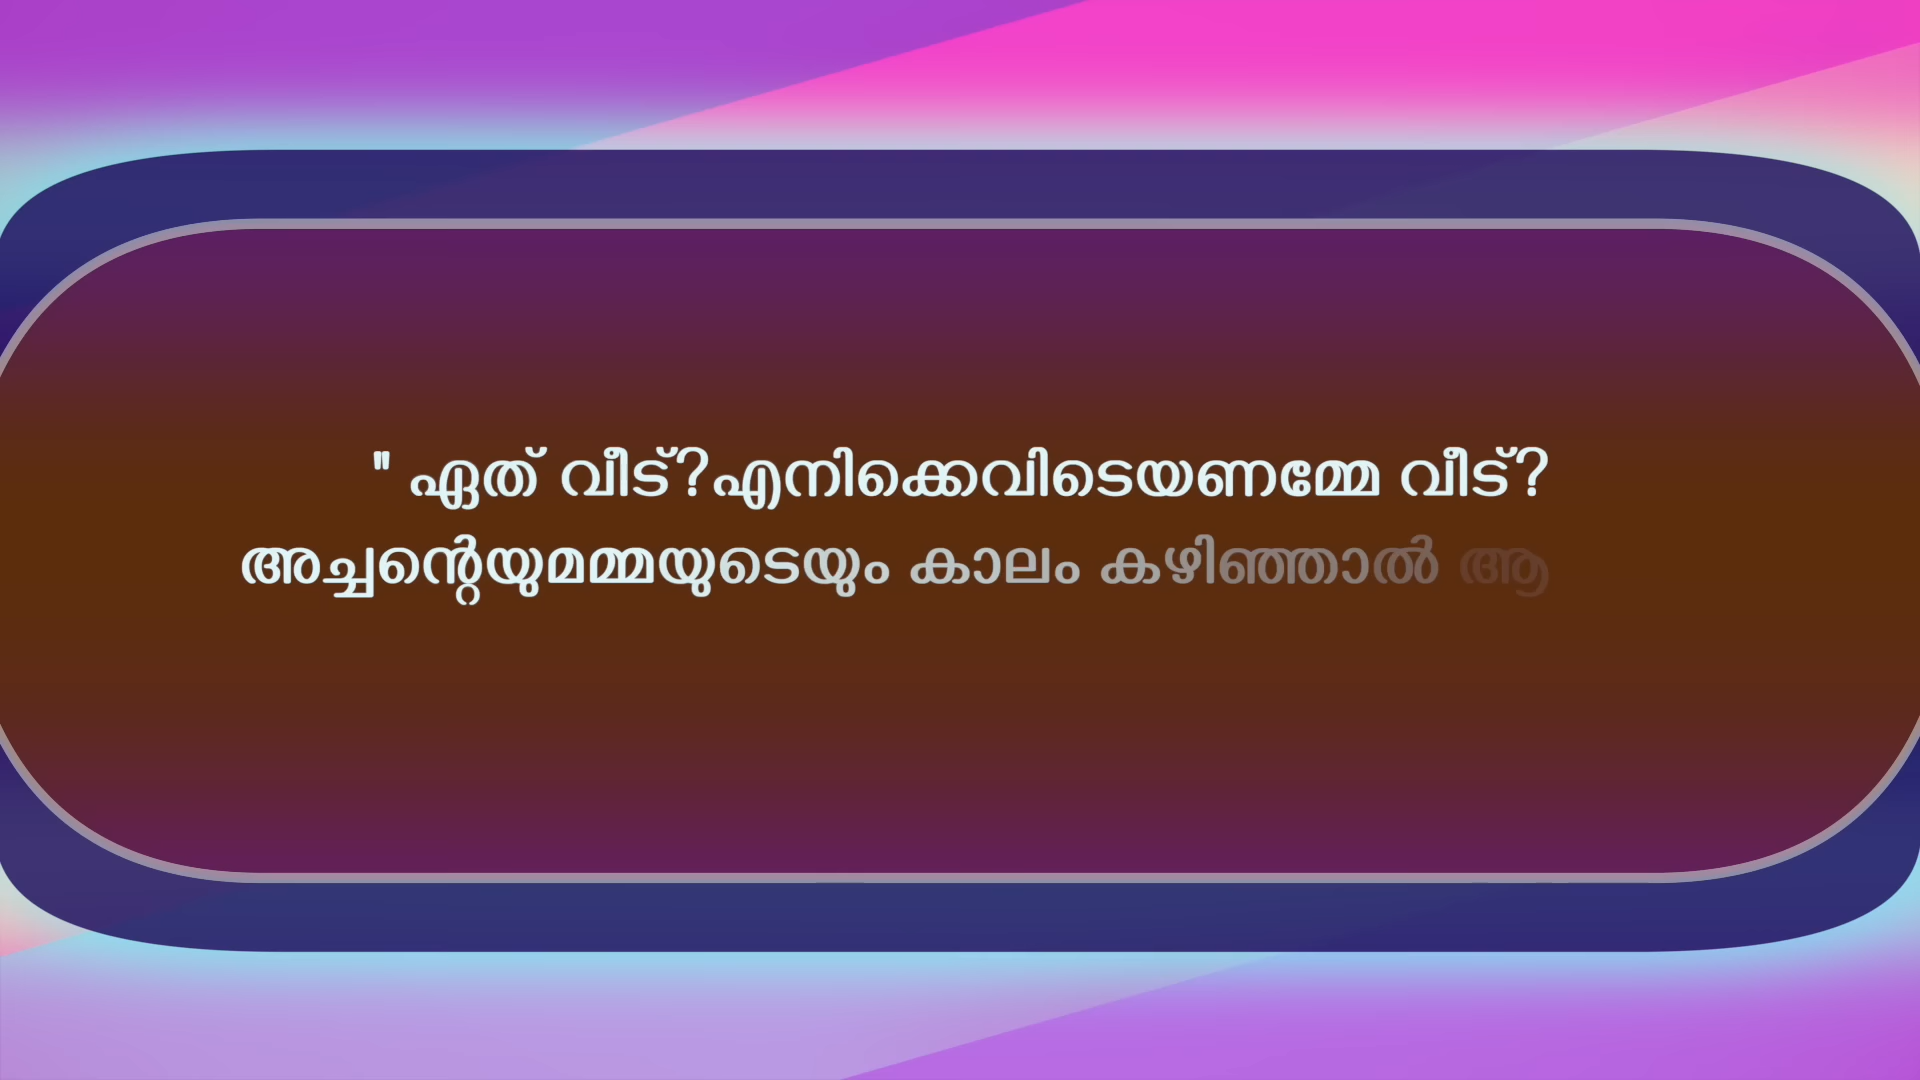 " ഏത് വീട്?എനിക്കെവിടെയണമ്മേ വീട്?
അച്ചന്റെയുമമ്മയുടെയും കാലം കഴിഞ്ഞാൽ ആ